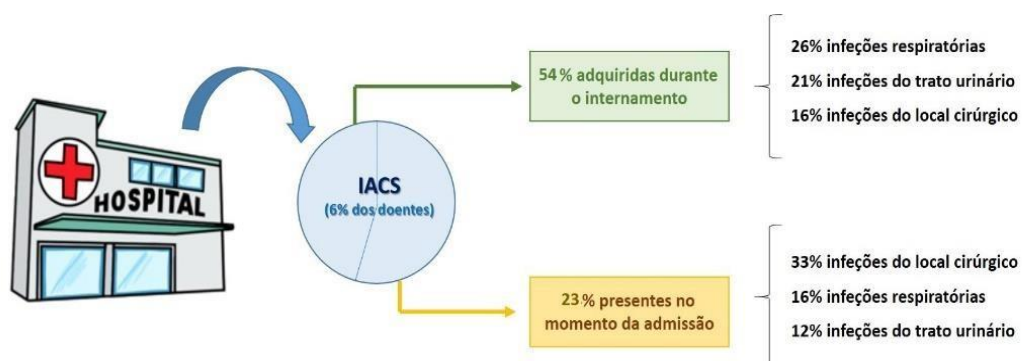 HOSPITAL
IACS
(6% dos doentes)
54% adquiridas durante
o internamento
26% infeções respiratórias
21% infeções do trato urinário
16% infeções do local cirúrgico
23% presentes no
momento da admissão
33% infeções do local cirúrgico
16% infeções respiratórias
12% infeções do trato urinário